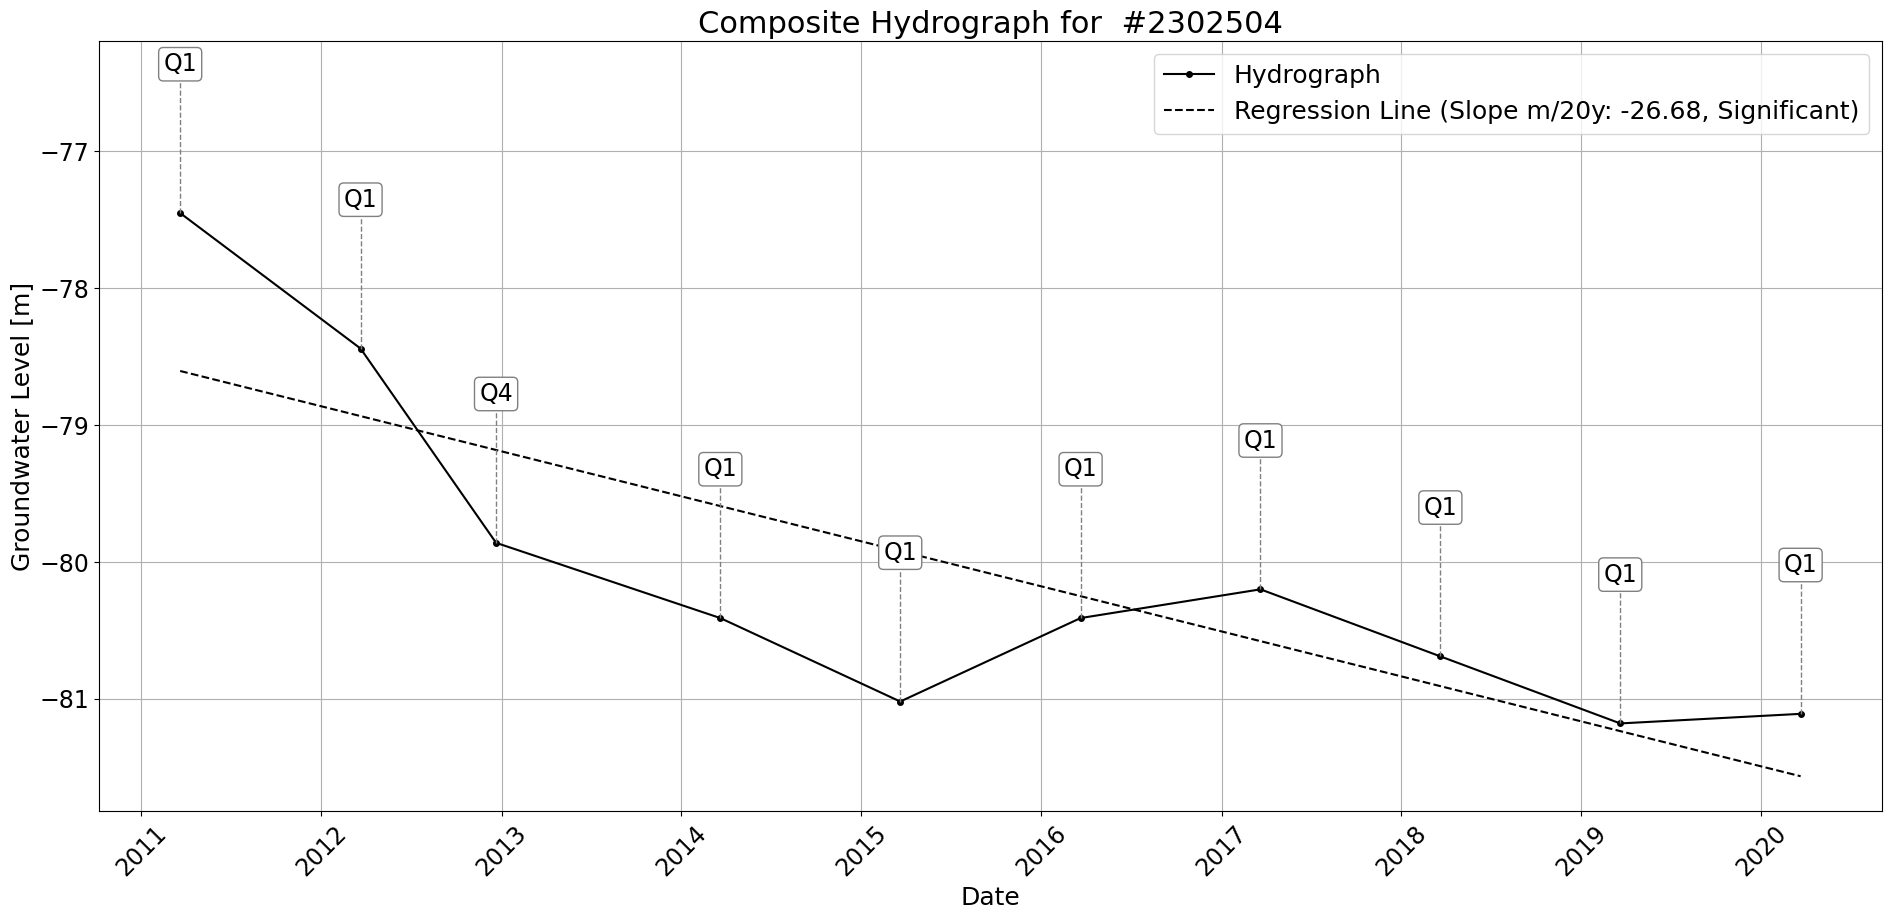 Composite Hydrograph for  #2302504
Hydrograph
Regression Line (Slope m/20y: -26.68, Significant)
Q1
Q1
Q4
Q1
Q1
Q1
Q1
Q1
Q1
Q1
Groundwater Level [m]
−77
−78
−79
−80
−81
2011
2012
2013
2014
2015
2016
2017
2018
2019
2020
Date